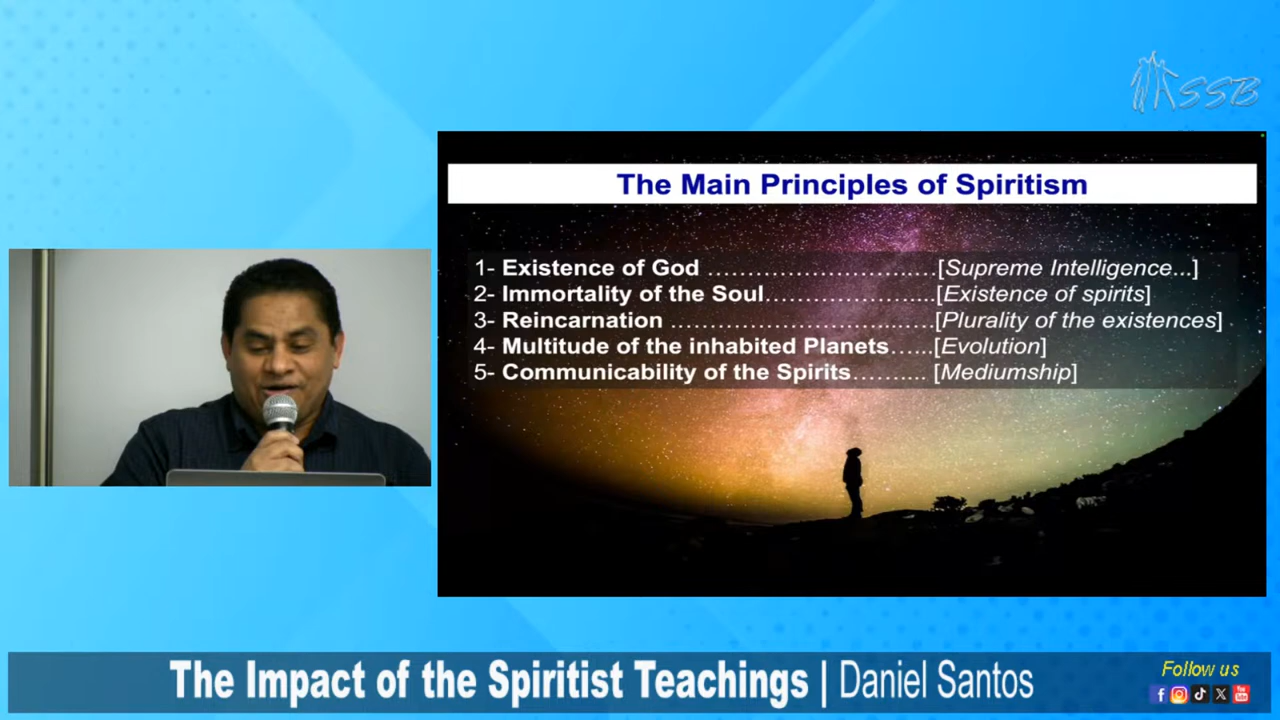 SSB
The Main Principles of Spiritism
1- Existence of God ................................[Supreme Intelligence...]
2- Immortality of the Soul.........................[Existence of spirits]
3- Reincarnation ...................................[Plurality of the existences]
4- Multitude of the inhabited Planets......[Evolution]
5- Communicability of the Spirits............ [Mediumship]
The Impact of the Spiritist Teachings | Daniel Santos
Follow us